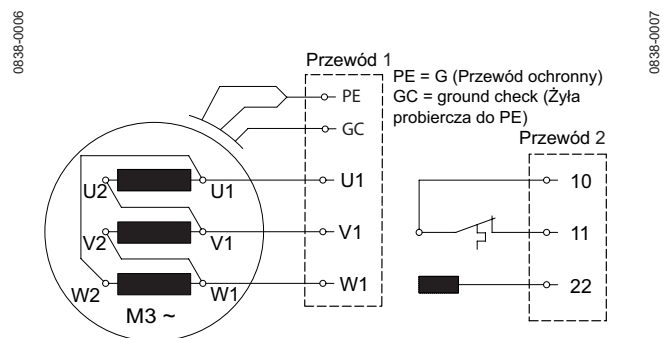 0838-0006
0838-0007
Przewód 1
PE = G (Przewód ochronny)
GC = ground check (Żyła
probiercza do PE)
Przewód 2
PE
GC
U2
U1
U1
10
V2
V1
V1
11
W2
W1
W1
22
M3 ~